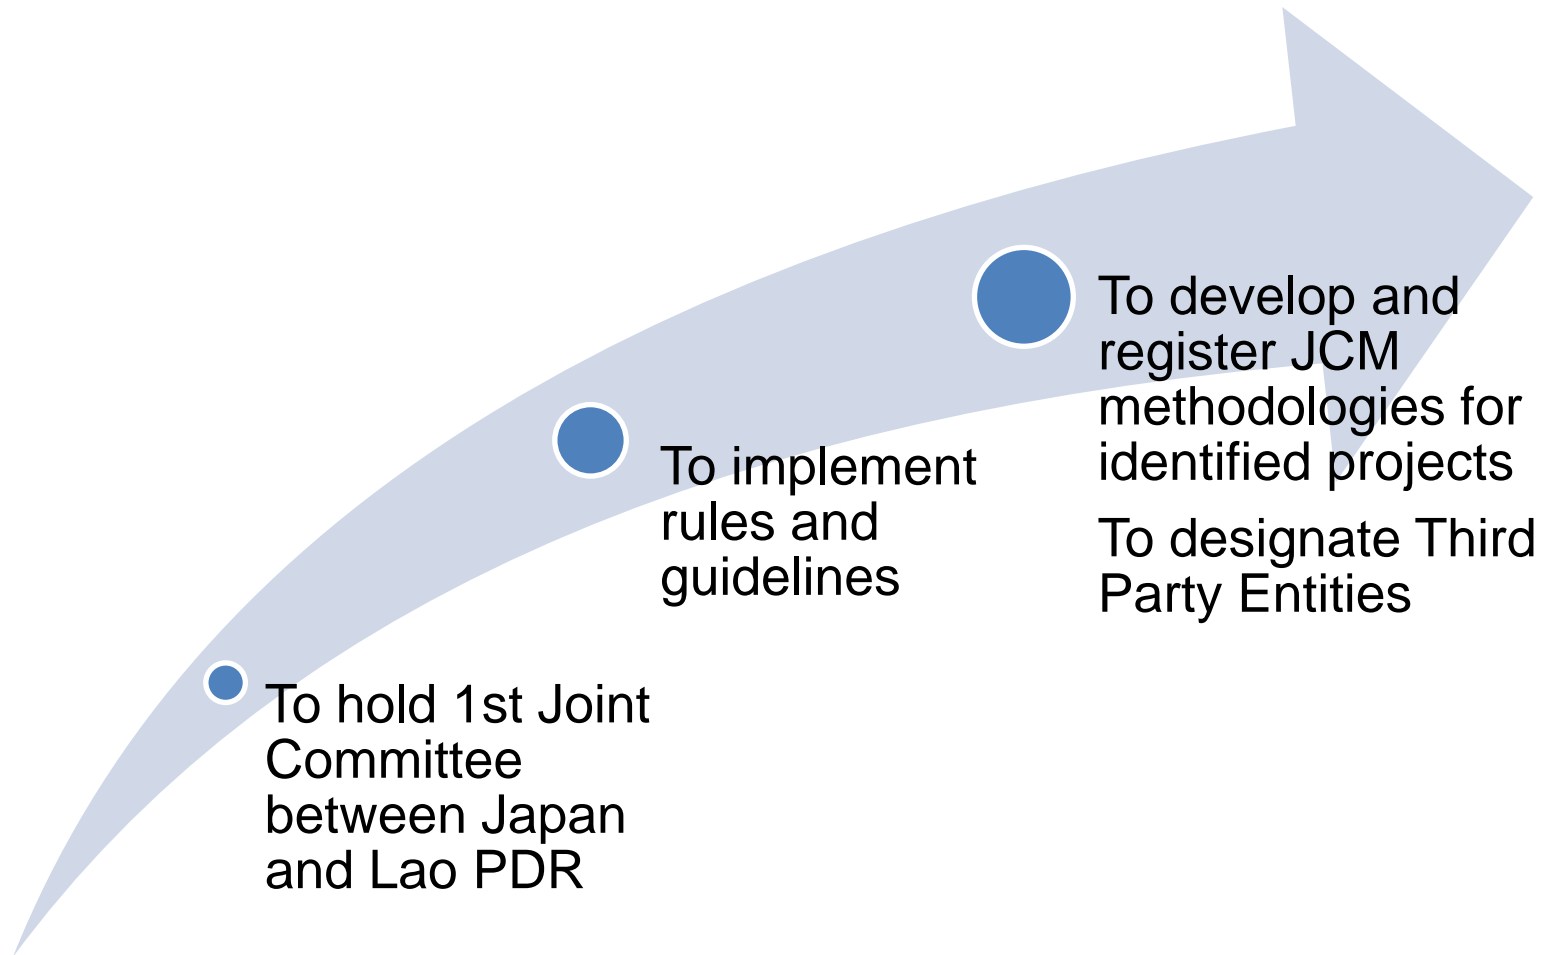 To hold 1st Joint
Committee
between Japan
and Lao PDR
To implement
rules and
guidelines
To develop and
register JCM
methodologies for
identified projects
To designate Third
Party Entities